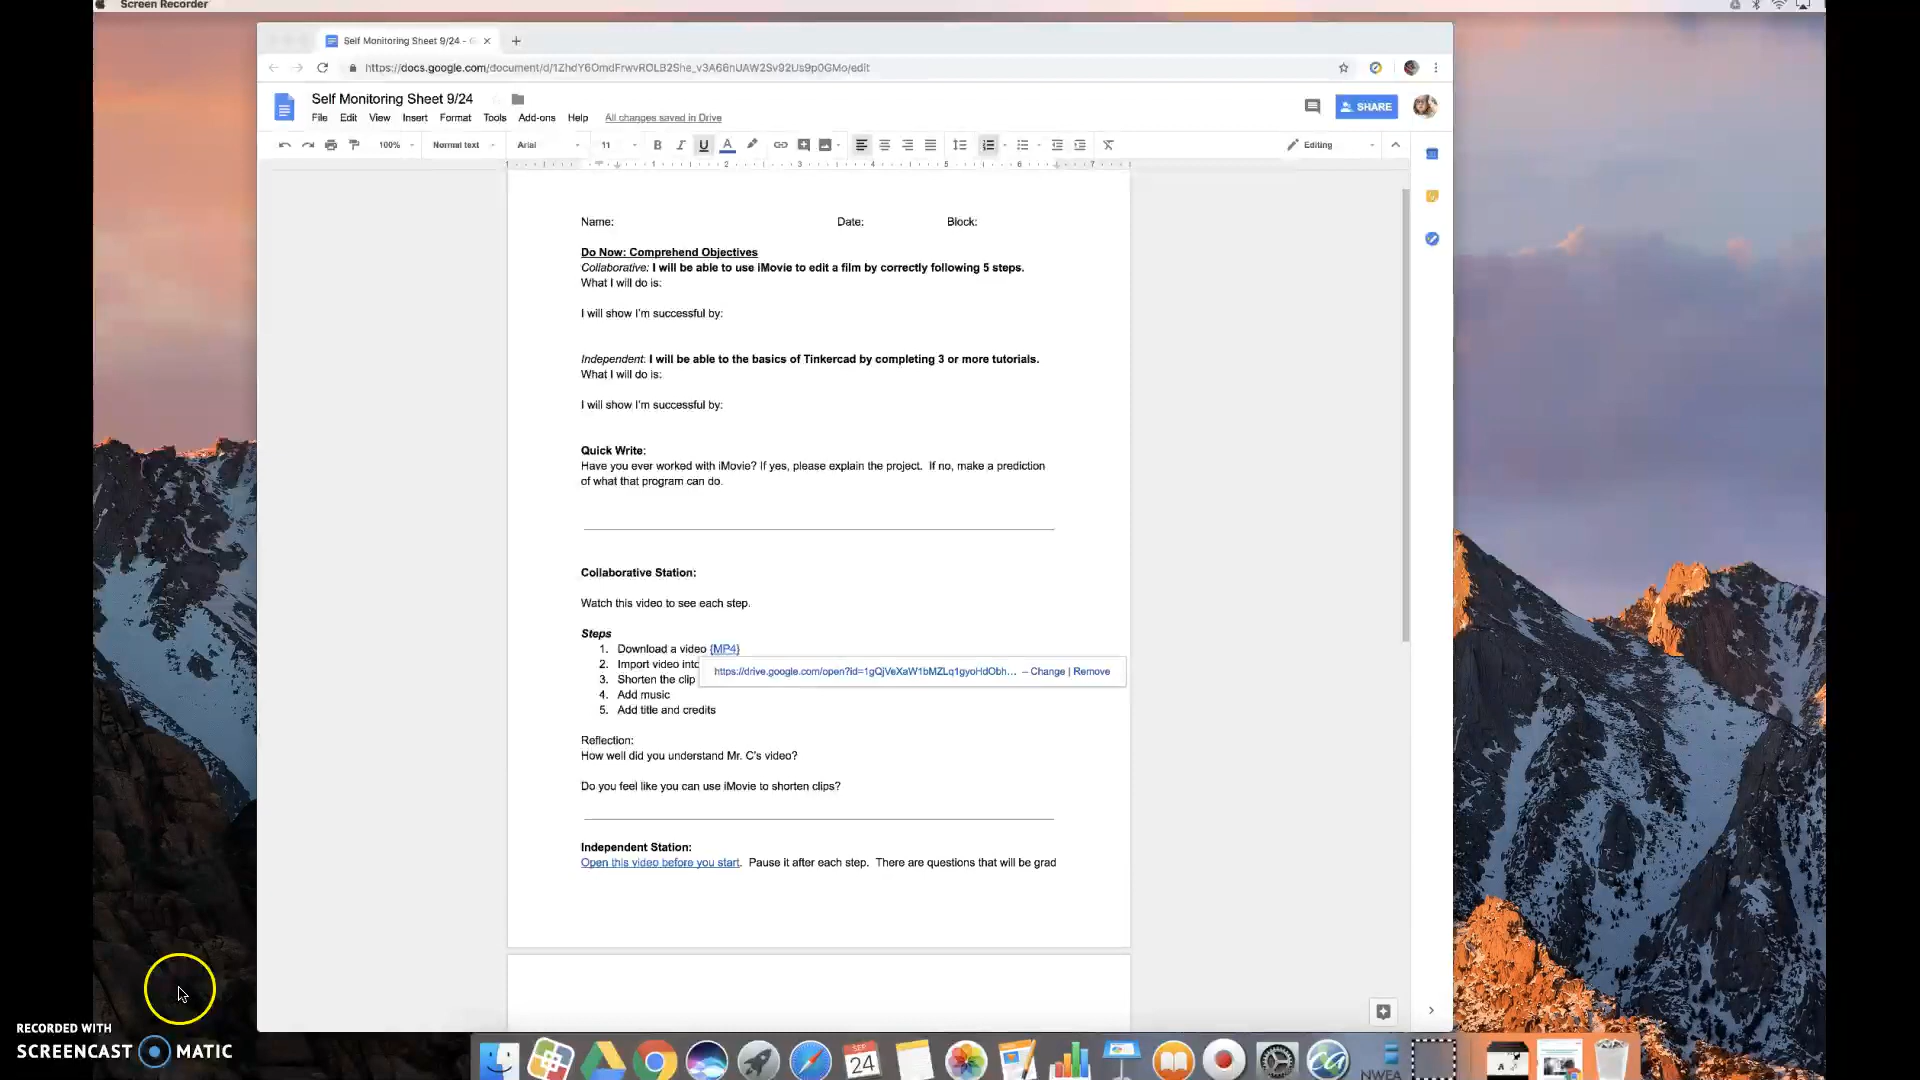 Screen Recorder
Self Monitoring Sheet 9/24 - G
https://docs.google.com/document/d/1ZhdY6OmdFrwvROLB2She_v3A66nUAW2Sv92Us9p0GMo/edit
Self Monitoring Sheet 9/24
File Edit View Insert Format Tools Add-ons Help All changes saved in Drive
SHARE
100% Normal text Arial 11 B I U A Editing
1 1 2 3 4 5 6 7
Name: Date: Block:
Do Now: Comprehend Objectives
Collaborative: I will be able to use iMovie to edit a film by correctly following 5 steps.
What I will do is:
I will show I'm successful by:
Independent: I will be able to the basics of Tinkercad by completing 3 or more tutorials.
What I will do is:
I will show I'm successful by:
Quick Write:
Have you ever worked with iMovie? If yes, please explain the project. If no, make a prediction
of what that program can do.
Collaborative Station:
Watch this video to see each step.
Steps
1. Download a video (MP4)
2. Import video into
https://drive.google.com/open?id=1gQjVeXaW1bMZLq1gyoHdObh... – Change | Remove
3. Shorten the clip
4. Add music
5. Add title and credits
Reflection:
How well did you understand Mr. C's video?
Do you feel like you can use iMovie to shorten clips?
Independent Station:
Open this video before you start. Pause it after each step. There are questions that will be grad
RECORDED WITH
SCREENCAST MATIC
SEP
24
NWEA